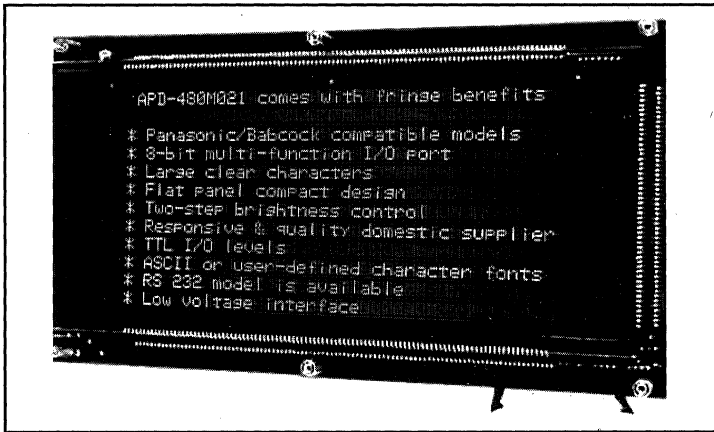 APD-480M021 comes with fringe benefits
* Panasonic/Babcock compatible models
* 8-bit multi-function I/O port
* Large clear characters
* Flat panel compact design
* Two-step brightness control
* Responsive & quality domestic supplier
* TTL I/O levels
* ASCII or user-defined character fonts
* RS 232 model is available
* Low voltage interface